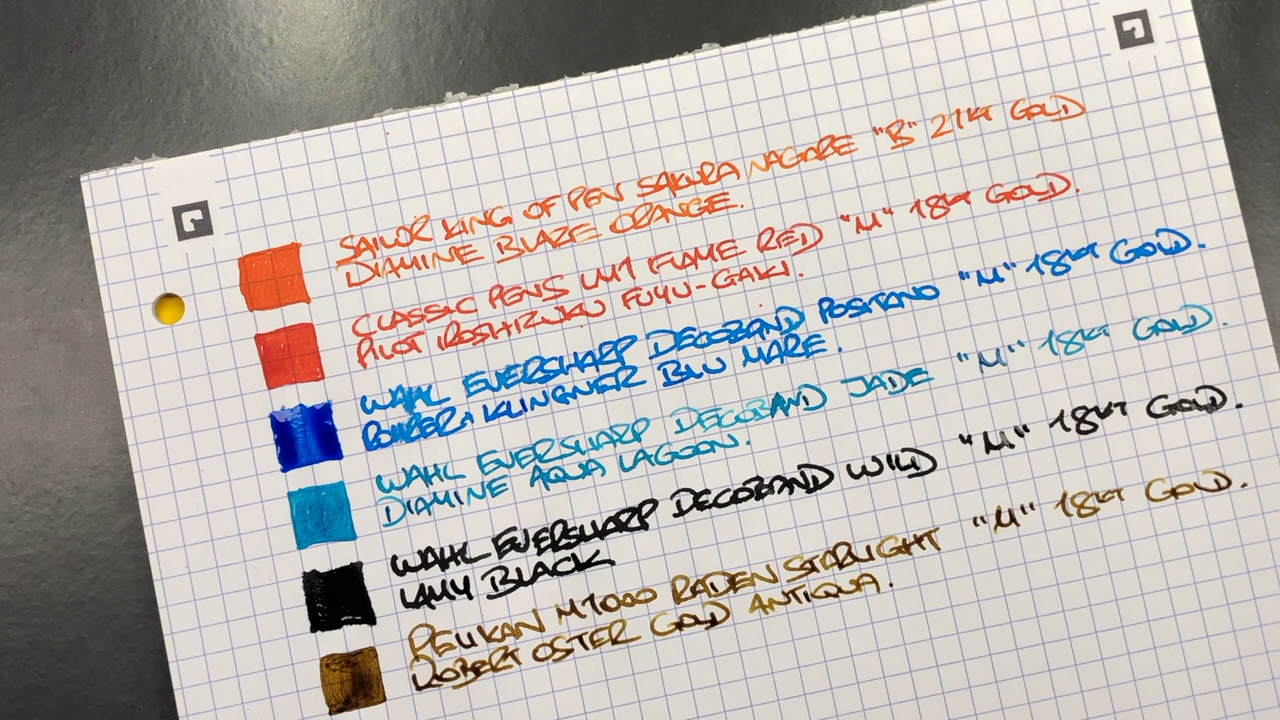 SAILOR KING OF PEN SAKURA NAGARE "B" 21kt GOLD
DIAMINE BLAZE ORANGE.
CLASSIC PENS LM1 FLAME RED "M" 18kt GOLD.
PILOT IROSHIZUKU FUYU-GAKI.
WAHL EVERSHARP DECOBAND POSITANO "M" 18kt GOLD.
ROHRER+KLINGNER BLU MARE.
WAHL EVERSHARP DECOBAND JADE "M" 18kt GOLD.
DIAMINE AQUA LAGOON.
WAHL EVERSHARP DECOBAND WILD "M" 18kt GOLD.
LAMY BLACK
PELIKAN M1000 RADEN STARLIGHT "M" 18kt GOLD.
ROBERT OSTER GOLD ANTIQUA.